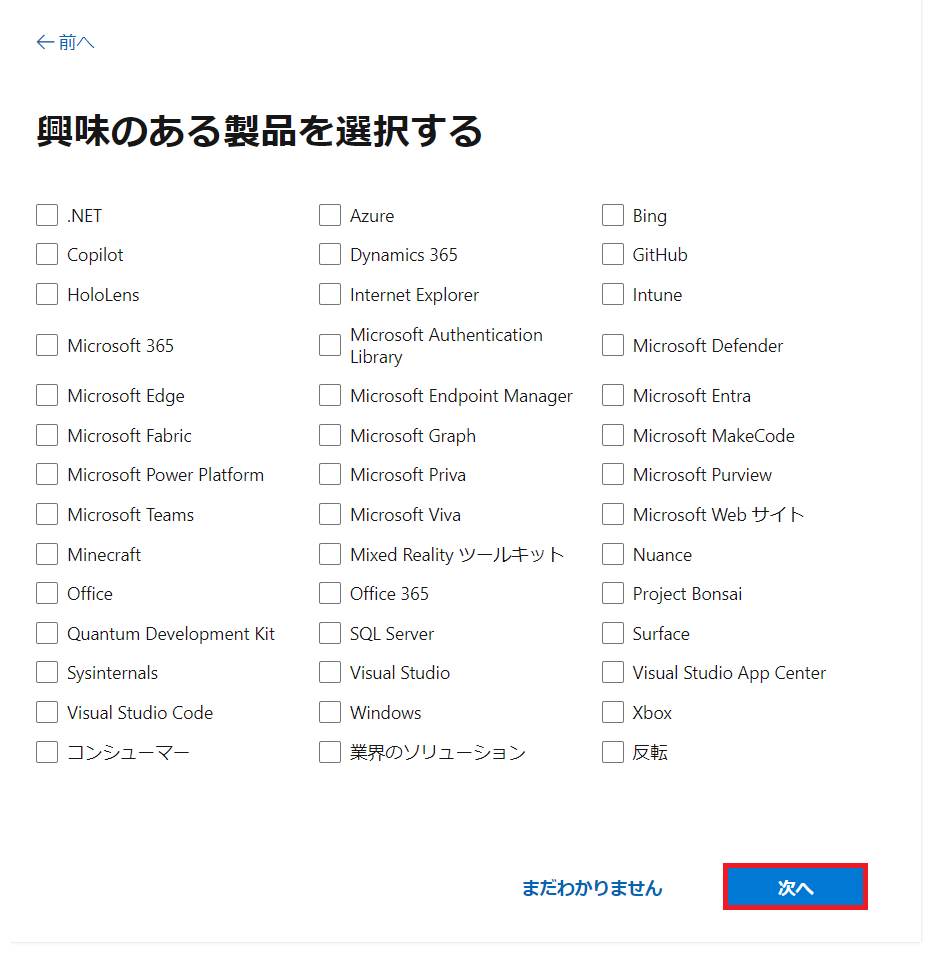 ←前へ
興味のある製品を選択する
.NET
Azure
Bing
Copilot
Dynamics 365
GitHub
HoloLens
Internet Explorer
Intune
Microsoft 365
Microsoft Authentication
Library
Microsoft Defender
Microsoft Edge
Microsoft Endpoint Manager
Microsoft Entra
Microsoft Fabric
Microsoft Graph
Microsoft MakeCode
Microsoft Power Platform
Microsoft Priva
Microsoft Purview
Microsoft Teams
Microsoft Viva
Microsoft Web サイト
Minecraft
Mixed Reality ツールキット
Nuance
Office
Office 365
Project Bonsai
Quantum Development Kit
SQL Server
Surface
Sysinternals
Visual Studio
Visual Studio App Center
Visual Studio Code
Windows
Xbox
コンシューマー
業界のソリューション
反転
まだわかりません
次へ